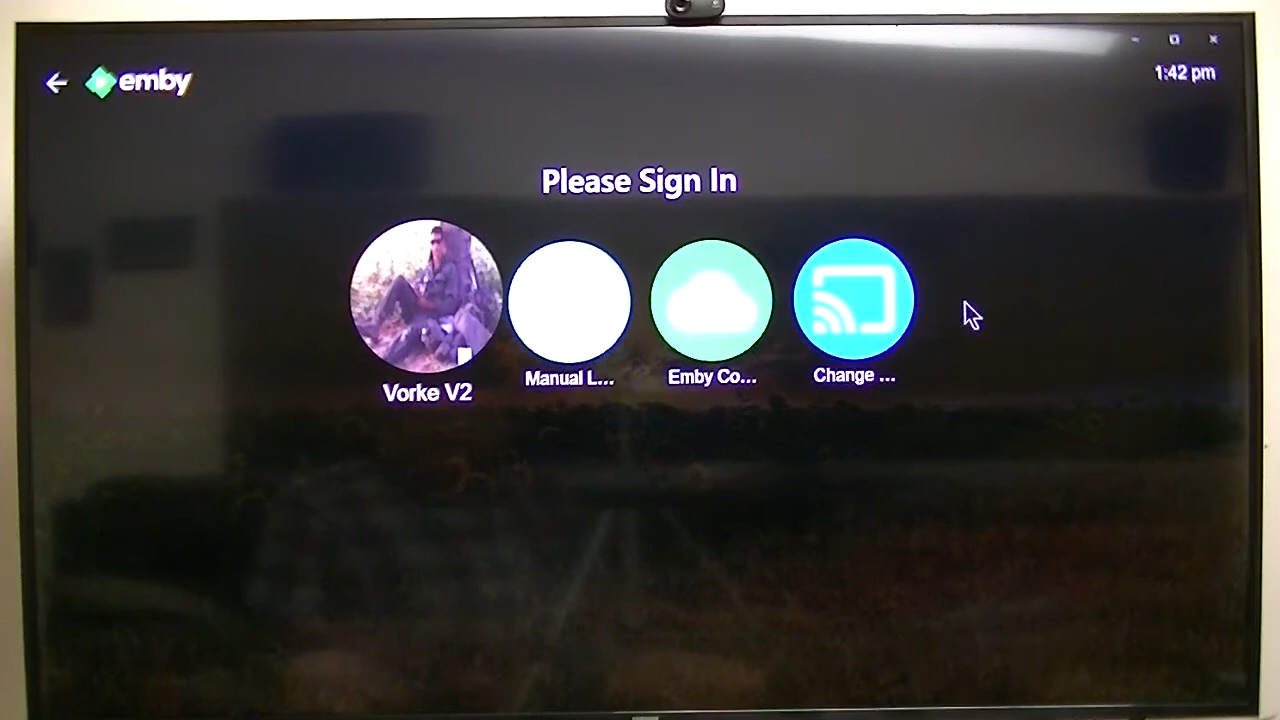 emby
1:42 pm
Please Sign In
Vorke V2
Manual L...
Emby Co...
Change ...